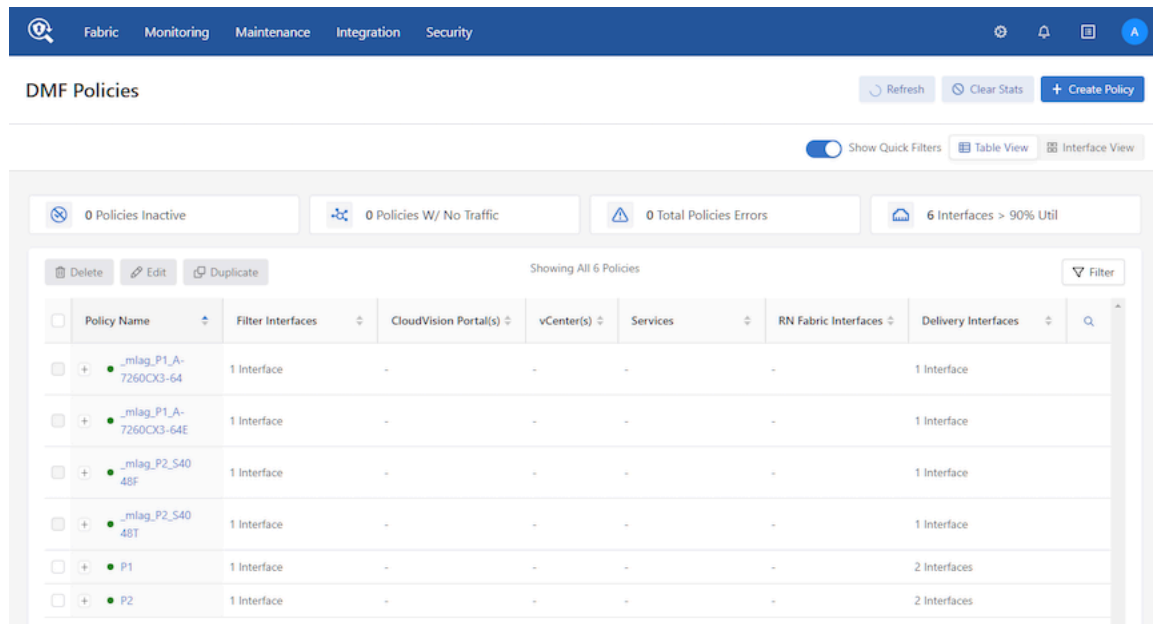 Fabric Monitoring Maintenance Integration Security A
DMF Policies Refresh Clear Stats + Create Policy
Show Quick Filters Table View Interface View
0 Policies Inactive 0 Policies W/ No Traffic 0 Total Policies Errors 6 Interfaces > 90% Util
Delete Edit Duplicate Showing All 6 Policies Filter
Policy Name Filter Interfaces CloudVision Portal(s) vCenter(s) Services RN Fabric Interfaces Delivery Interfaces
_mlag_P1_A-
7260CX3-64 1 Interface - - - - 1 Interface
_mlag_P1_A-
7260CX3-64E 1 Interface - - - - 1 Interface
_mlag_P2_S40
48F 1 Interface - - - - 1 Interface
_mlag_P2_S40
48T 1 Interface - - - - 1 Interface
P1 1 Interface - - - - 2 Interfaces
P2 1 Interface - - - - 2 Interfaces